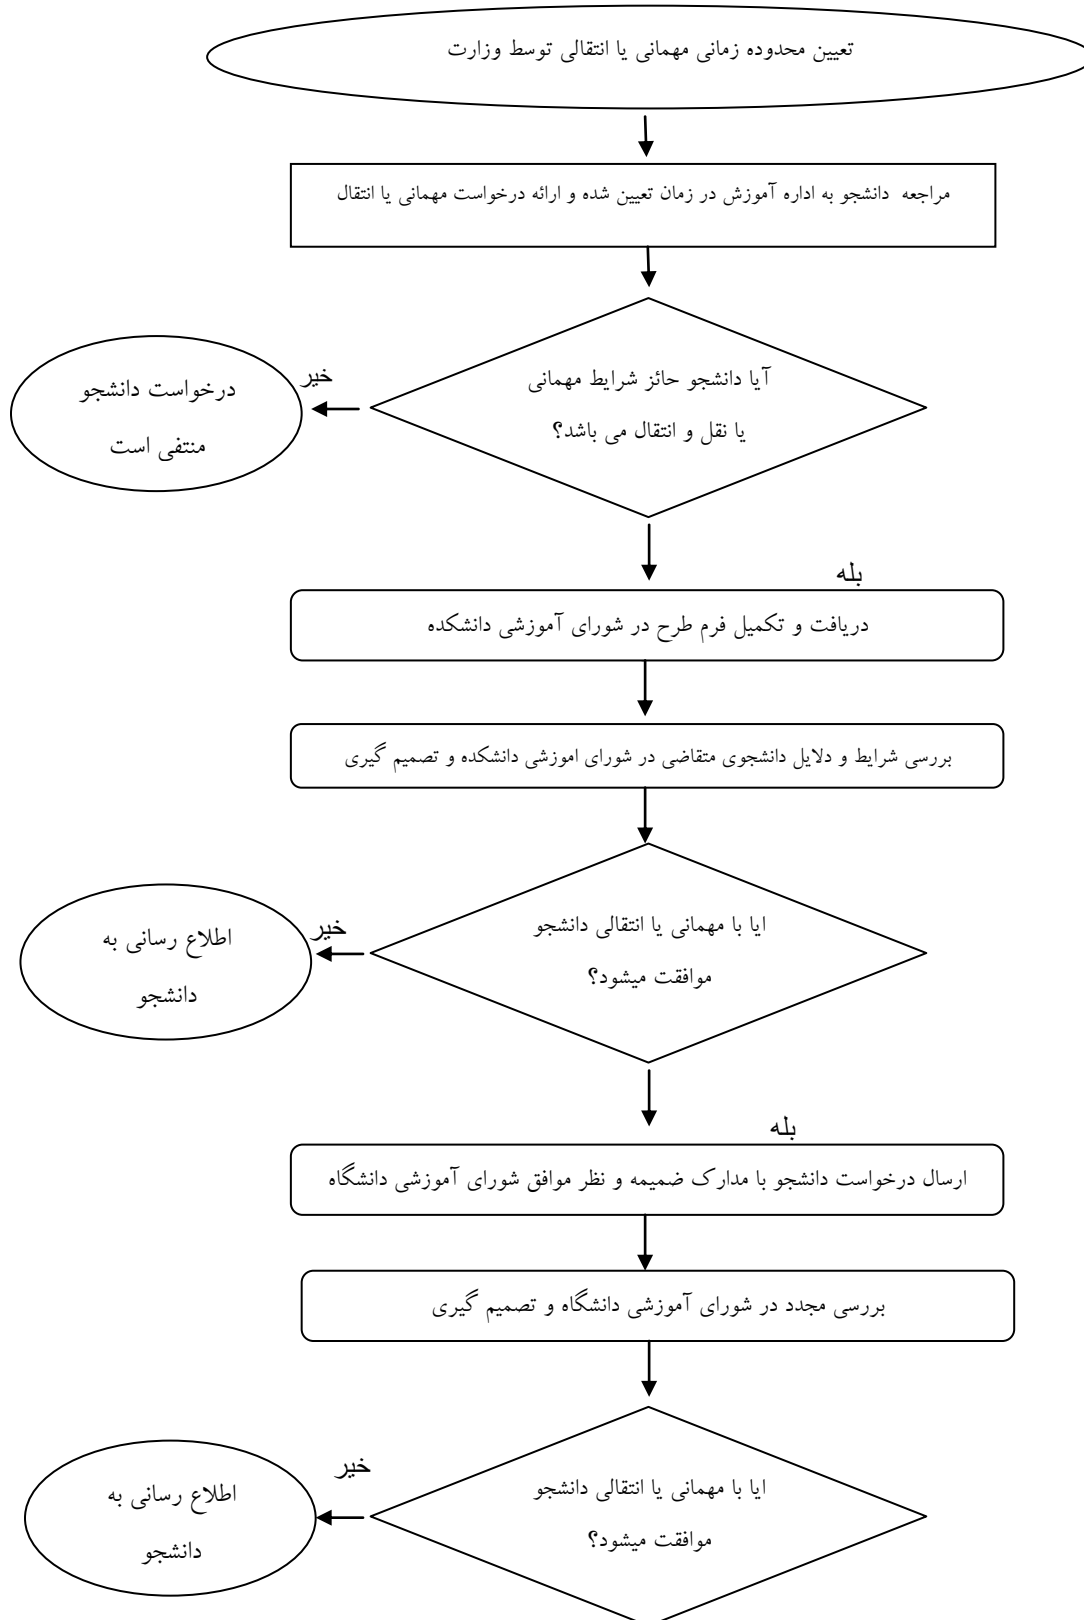 تعیین محدوده زمانی مهمانی یا انتقالی توسط وزارت
مراجعه دانشجو به اداره آموزش در زمان تعیین شده و ارائه درخواست مهمانی یا انتقال
آیا دانشجو حائز شرایط مهمانی
یا نقل و انتقال می باشد؟
خیر
درخواست دانشجو
منتفی است
بله
دریافت و تکمیل فرم طرح در شورای آموزشی دانشکده
بررسی شرایط و دلایل دانشجوی متقاضی در شورای اموزشی دانشکده و تصمیم گیری
ایا با مهمانی یا انتقالی دانشجو
موافقت میشود؟
خیر
اطلاع رسانی به
دانشجو
بله
ارسال درخواست دانشجو با مدارک ضمیمه و نظر موافق شورای آموزشی دانشگاه
بررسی مجدد در شورای آموزشی دانشگاه و تصمیم گیری
ایا با مهمانی یا انتقالی دانشجو
موافقت میشود؟
خیر
اطلاع رسانی به
دانشجو